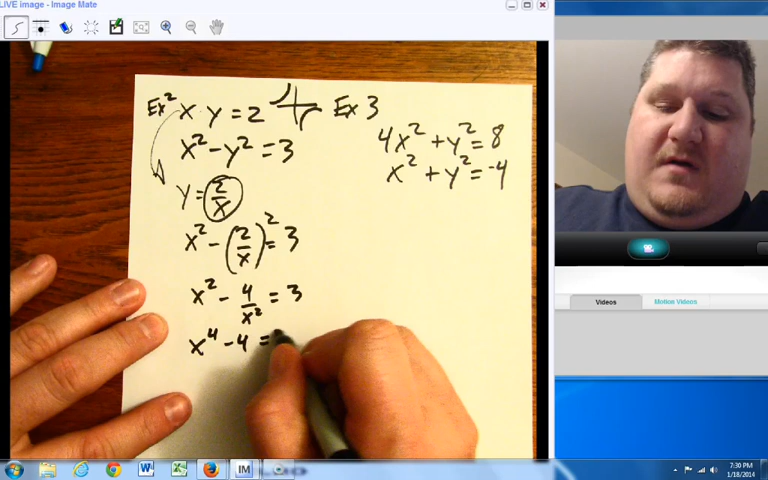 LIVE image - Image Mate
Ex 2 x y = 2
x² - y² = 3
y = 2/x
x² - (2/x)² = 3
x² - 4/x² = 3
x⁴ - 4 =
Ex 3
4x² + y² = 8
x² + y² = -4
Videos Motion Videos
IM
7:30 PM
1/18/2014